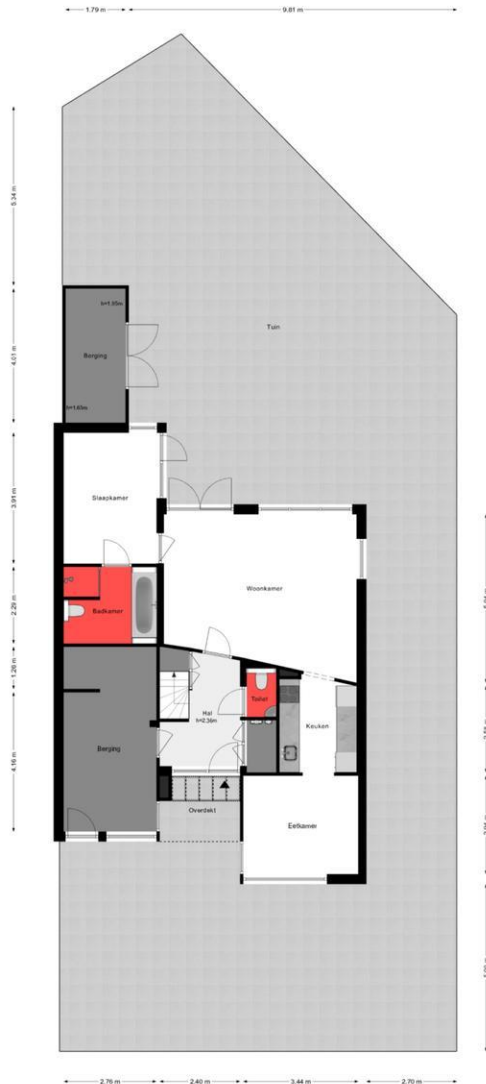 1.79 m
9.81 m
5.34 m
Tuin
h=1.90m
4.01 m
Berging
h=1.60m
3.91 m
Slaapkamer
Woonkamer
2.29 m
Badkamer
1.26 m
Toilet
Hal
h=2.36m
Keuken
4.16 m
Berging
Overdekt
Eetkamer
2.76 m
2.40 m
3.44 m
2.70 m